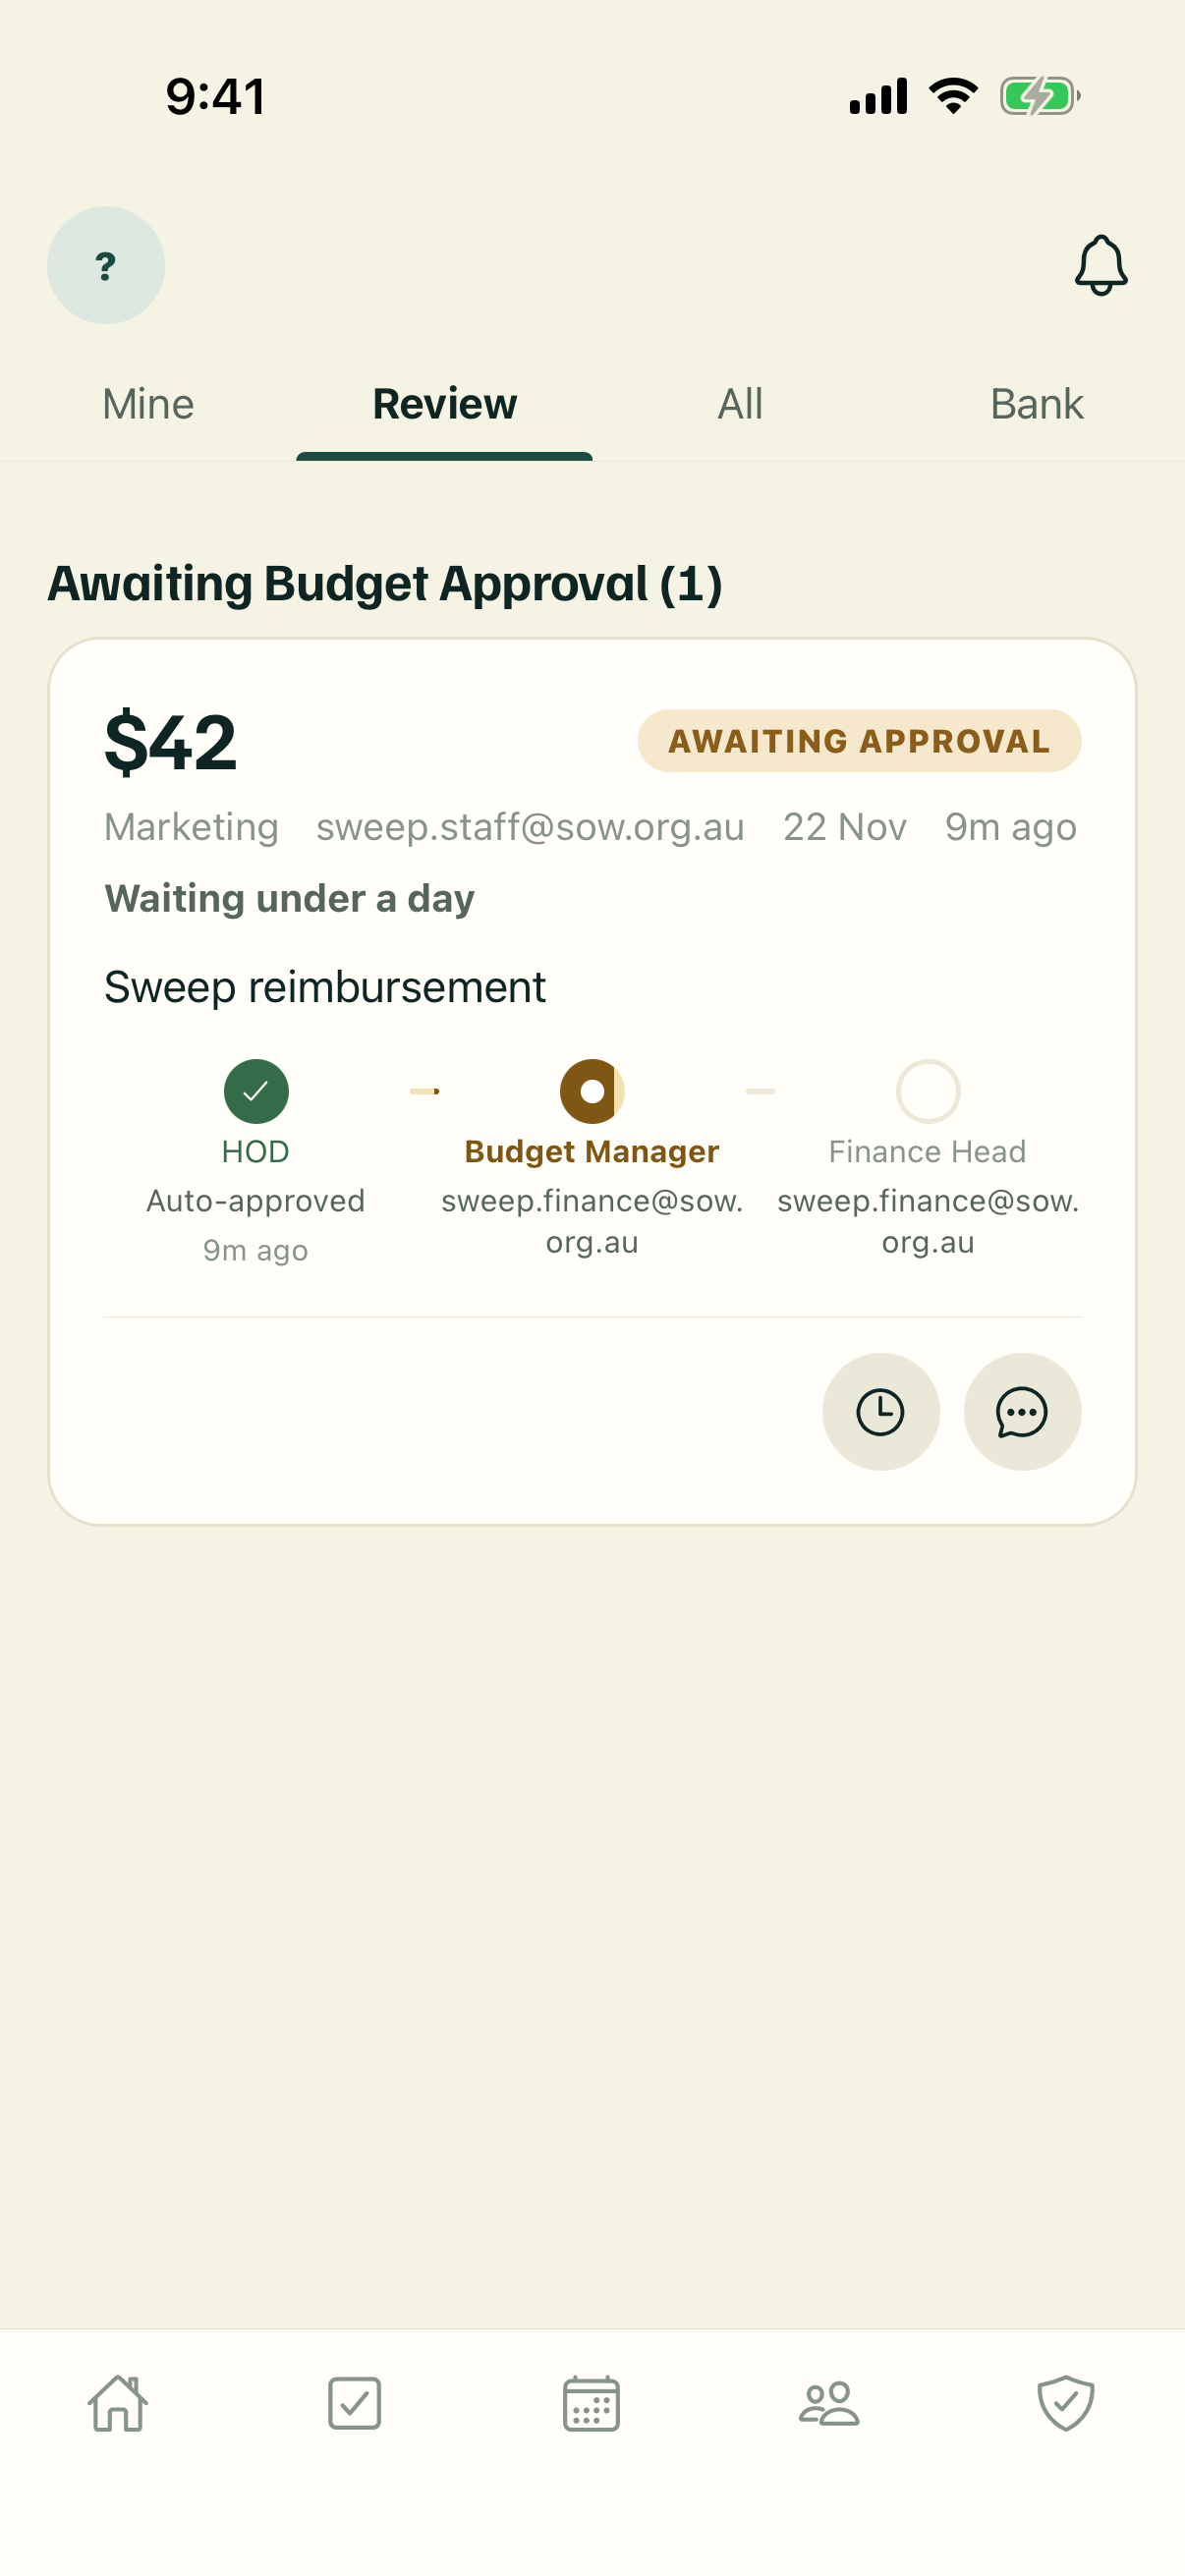 9:41
?
Mine Review All Bank
Awaiting Budget Approval (1)
$42 AWAITING APPROVAL
Marketing sweep.staff@sow.org.au 22 Nov 9m ago
Waiting under a day
Sweep reimbursement
HOD Budget Manager Finance Head
Auto-approved sweep.finance@sow. sweep.finance@sow.
9m ago org.au org.au